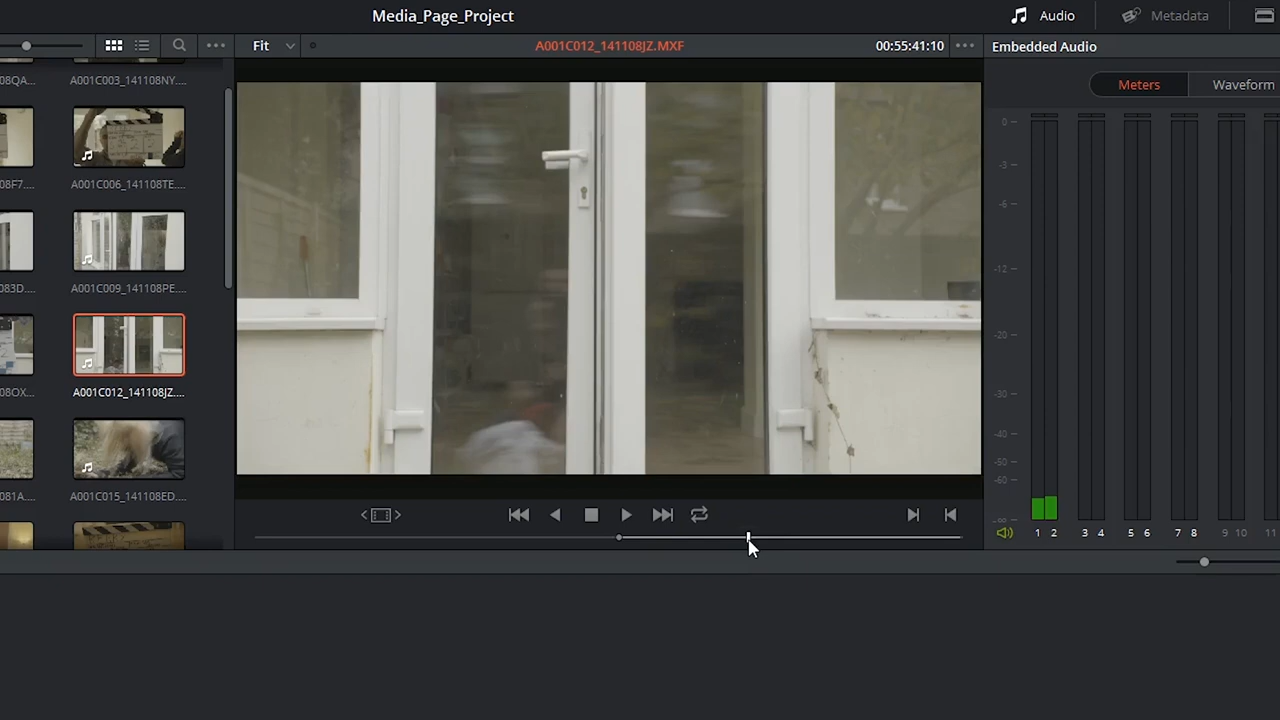 Media_Page_Project
Audio
Metadata
Fit
A001C012_141108JZ.MXF
00:55:41:10
Embedded Audio
Meters
Waveform
08QA...
A001C003_141108NY....
08F7....
A001C006_141108TE....
083D...
A001C009_141108PE....
08OX...
A001C012_141108JZ....
081A....
A001C015_141108ED....
0
-3
-6
-12
-20
-30
-40
-50
-60
-∞
1 2 3 4 5 6 7 8 9 10 11